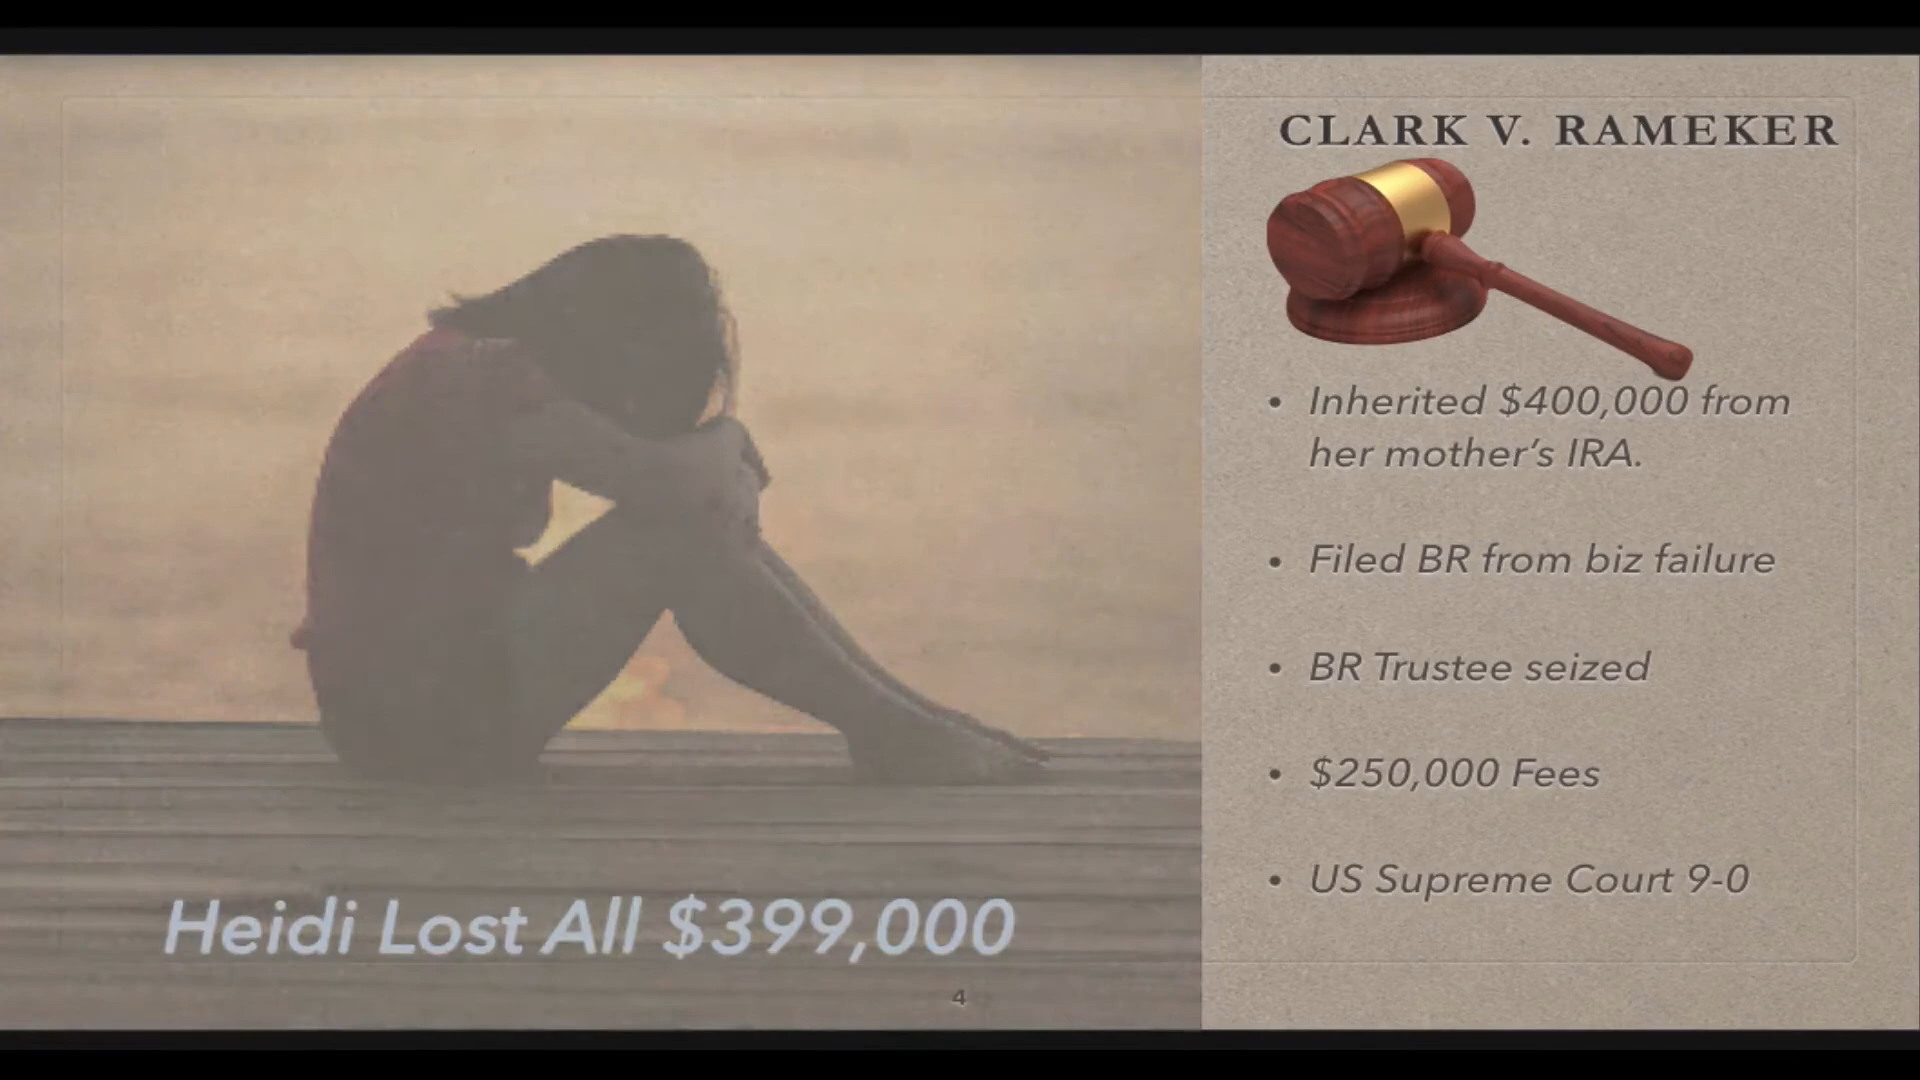 CLARK V. RAMEKER
• Inherited $400,000 from
her mother's IRA.
• Filed BR from biz failure
• BR Trustee seized
• $250,000 Fees
• US Supreme Court 9-0
Heidi Lost All $399,000
4